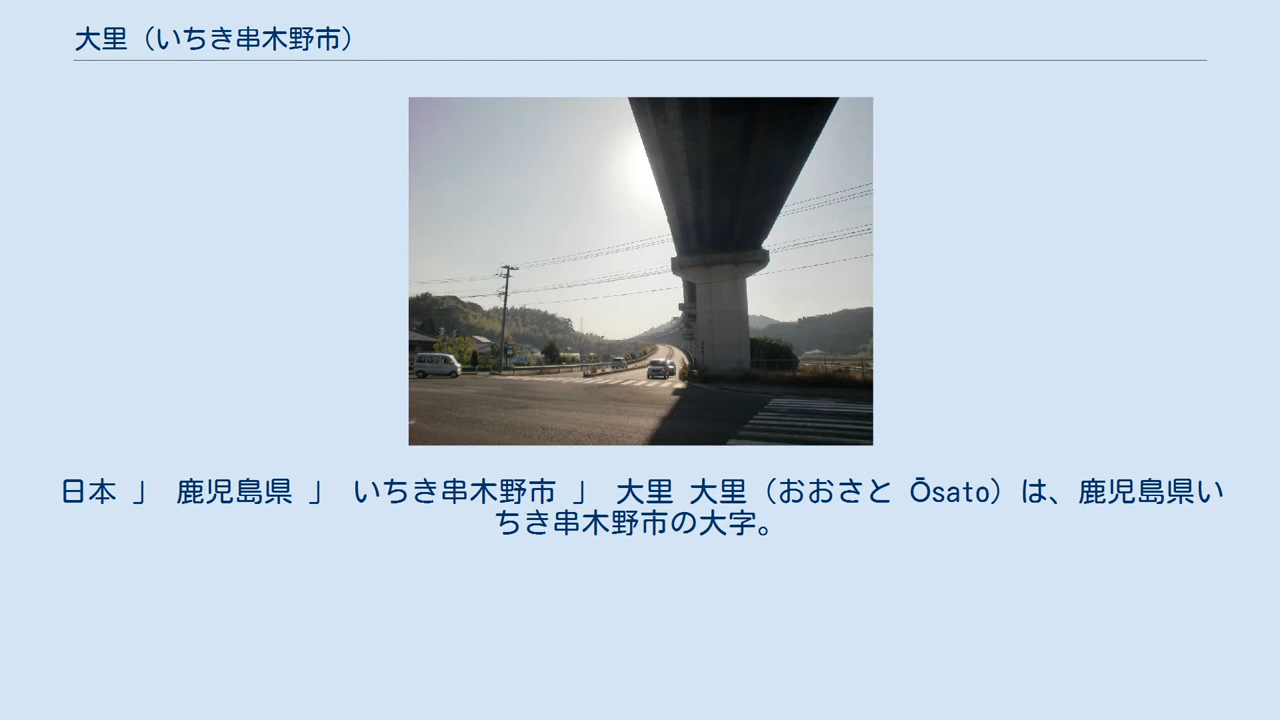 大里（いちき串木野市）
日本 」 鹿児島県 」 いちき串木野市 」 大里 大里（おおさと Ōsato）は、鹿児島県い
ちき串木野市の大字。